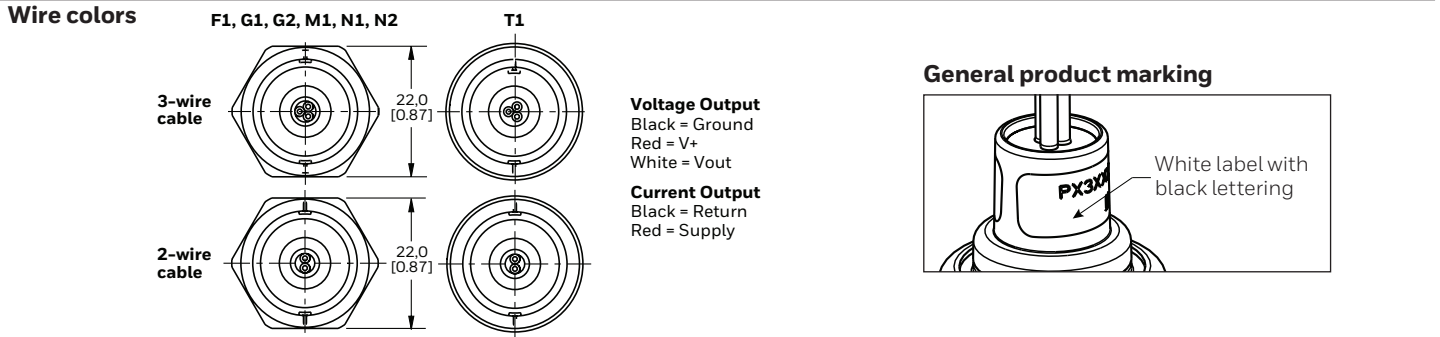 Wire colors
F1, G1, G2, M1, N1, N2
T1
3-wire
cable
22,0
[0.87]
2-wire
cable
22,0
[0.87]
Voltage Output
Black = Ground
Red = V+
White = Vout
Current Output
Black = Return
Red = Supply
General product marking
White label with
black lettering